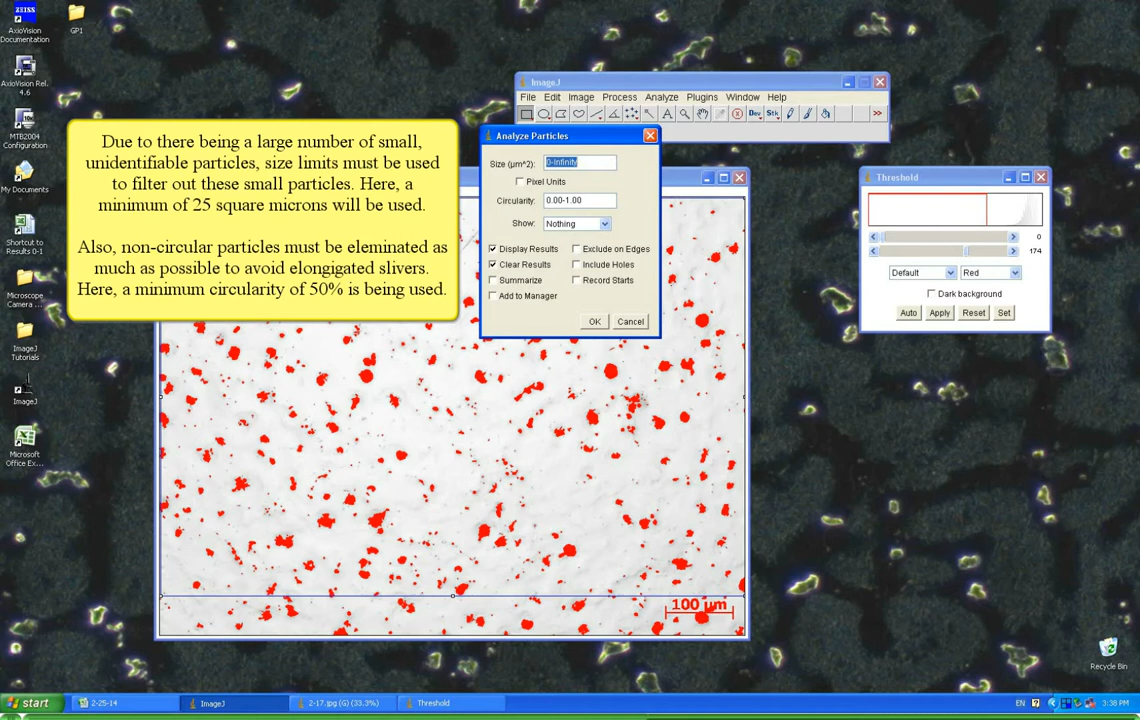 ZEISS
AxioVision
Documentation
GP1
AxioVision Rel.
4.6
MTB2004
Configuration
My Documents
Shortcut to
Results 0-1
Microscope
Camera ...
ImageJ
Tutorials
ImageJ
Microsoft
Office Ex...
Due to there being a large number of small,
unidentifiable particles, size limits must be used
to filter out these small particles. Here, a
minimum of 25 square microns will be used.
Also, non-circular particles must be eleminated as
much as possible to avoid elongigated slivers.
Here, a minimum circularity of 50% is being used.
ImageJ
File Edit Image Process Analyze Plugins Window Help
Dev Stk >>
Analyze Particles
Size (µm^2): 0-Infinity
Pixel Units
Circularity: 0.00-1.00
Show: Nothing
Display Results Exclude on Edges
Clear Results Include Holes
Summarize Record Starts
Add to Manager
OK Cancel
Threshold
0
174
Default Red
Dark background
Auto Apply Reset Set
100 µm
Recycle Bin
start 2-25-14 ImageJ 2-17.jpg (G) (33.3%) Threshold EN 3:38 PM